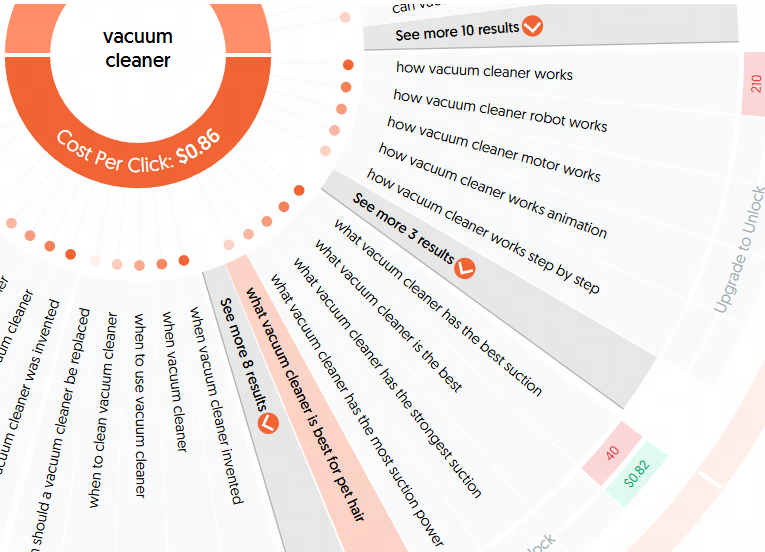 vacuum
cleaner
Cost Per Click: $0.86
See more 10 results
how vacuum cleaner works
210
how vacuum cleaner robot works
how vacuum cleaner motor works
how vacuum cleaner works animation
how vacuum cleaner works step by step
Upgrade to Unlock
See more 3 results
what vacuum cleaner has the best suction
what vacuum cleaner is the best
what vacuum cleaner has the strongest suction
what vacuum cleaner has the most suction power
40
$0.82
what vacuum cleaner is best for pet hair
See more 8 results
when vacuum cleaner invented
when vacuum cleaner
when to use vacuum cleaner
when to clean vacuum cleaner
should a vacuum cleaner be replaced
cleaner was invented
cleaner